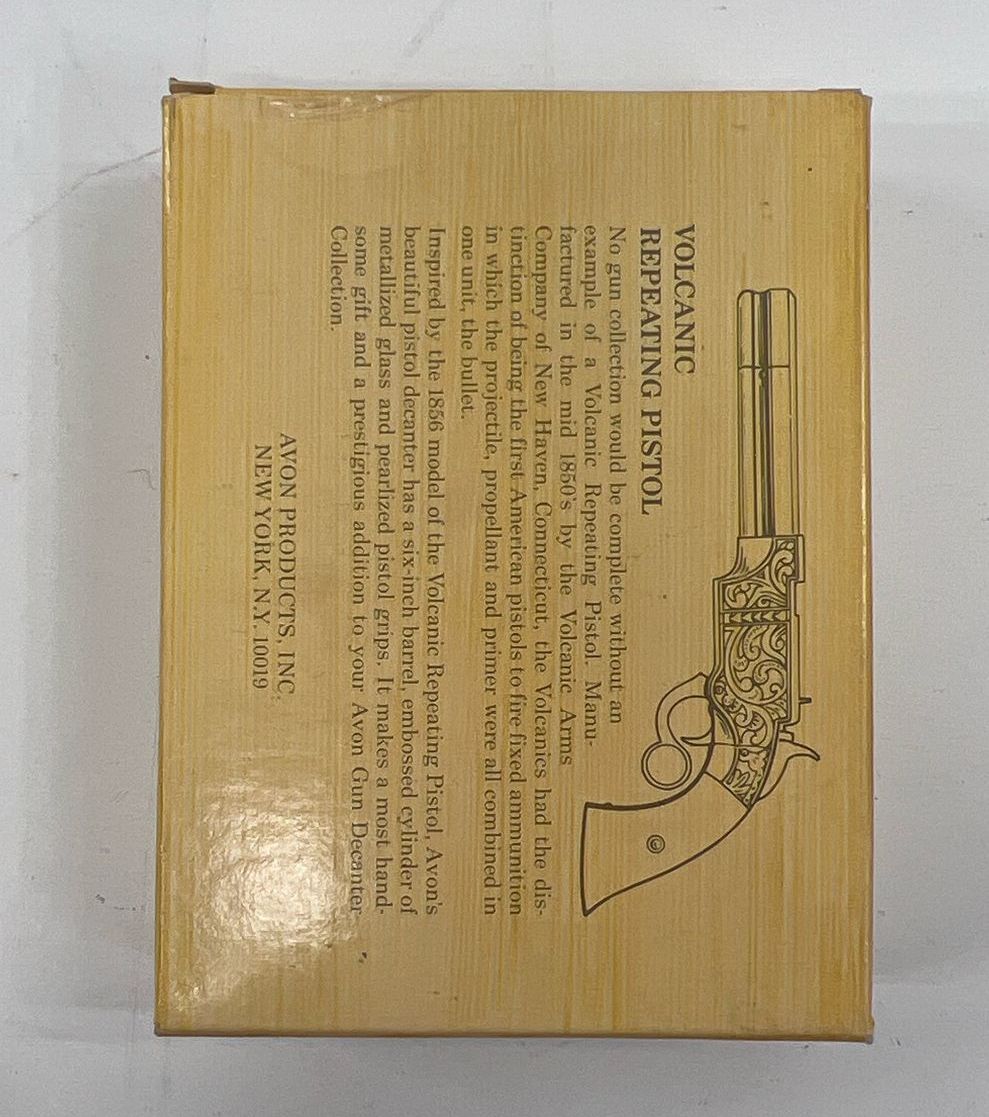 VOLCANIC
REPEATING PISTOL
No gun collection would be complete without an
example of a Volcanic Repeating Pistol. Manu-
factured in the mid 1850's by the Volcanic Arms
Company of New Haven, Connecticut, the Volcanics had the dis-
tinction of being the first American pistols to fire fixed ammunition
in which the projectile, propellant and primer were all combined in
one unit, the bullet.
Inspired by the 1856 model of the Volcanic Repeating Pistol, Avon's
beautiful pistol decanter has a six-inch barrel, embossed cylinder of
metallized glass and pearlized pistol grips. It makes a most hand-
some gift and a prestigious addition to your Avon Gun Decanter
Collection.
AVON PRODUCTS, INC.
NEW YORK, N.Y. 10019